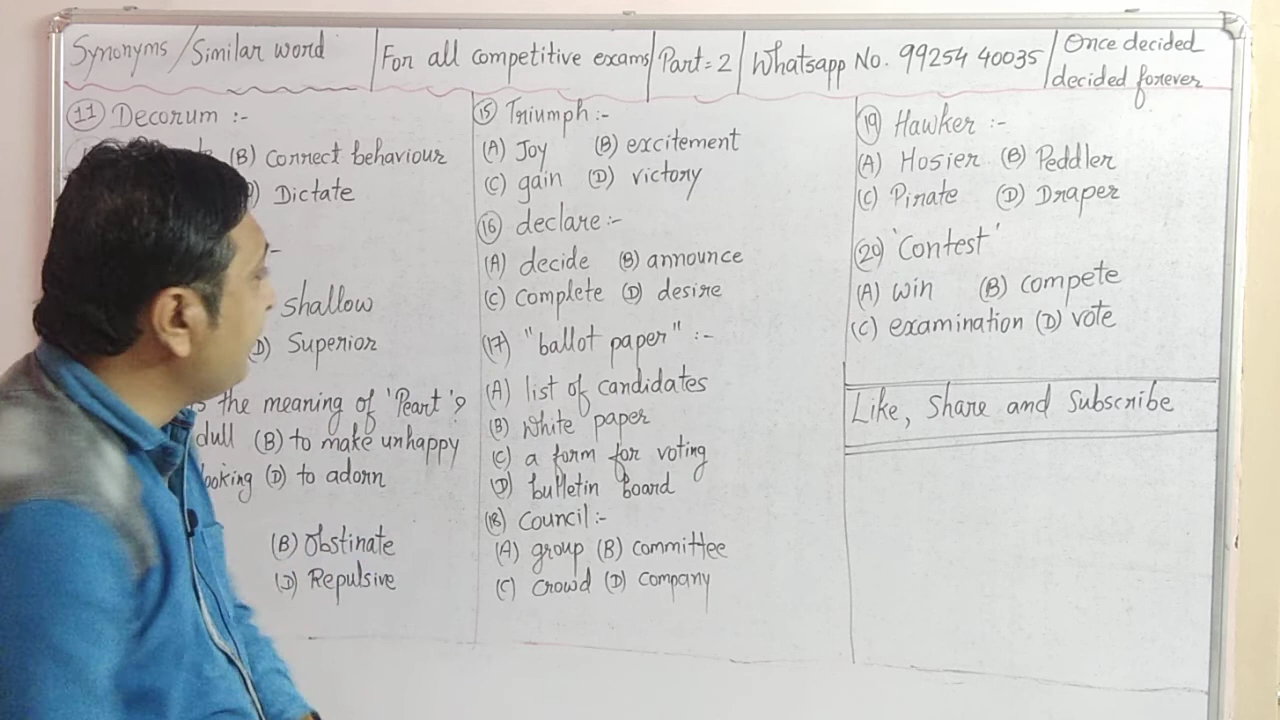 Synonyms/Similar word
For all competitive exams
Part = 2
Whatsapp No. 99254 40035
Once decided
decided forever
(11) Decorum :-
(B) Correct behaviour
Dictate
shallow
(D) Superior
the meaning of 'Peart'?
dull (B) to make unhappy
(D) to adorn
(B) Obstinate
(D) Repulsive
(15) Triumph :-
(A) Joy (B) excitement
(C) gain (D) victory
(16) declare :-
(A) decide (B) announce
(C) complete (D) desire
(17) "ballot paper" :-
(A) list of candidates
(B) white paper
(C) a form for voting
(D) bulletin board
(18) Council :-
(A) group (B) committee
(C) Crowd (D) Company
(19) Hawker :-
(A) Hosier (B) Peddler
(C) Pirate (D) Draper
(20) 'Contest'
(A) win (B) compete
(C) examination (D) vote
Like, Share and Subscribe